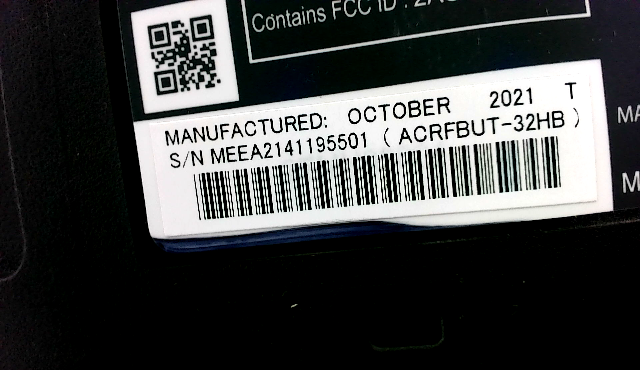 Contains FCC ID :
MANUFACTURED: OCTOBER 2021 T
S/N MEEA2141195501 ( ACRFBUT-32HB )